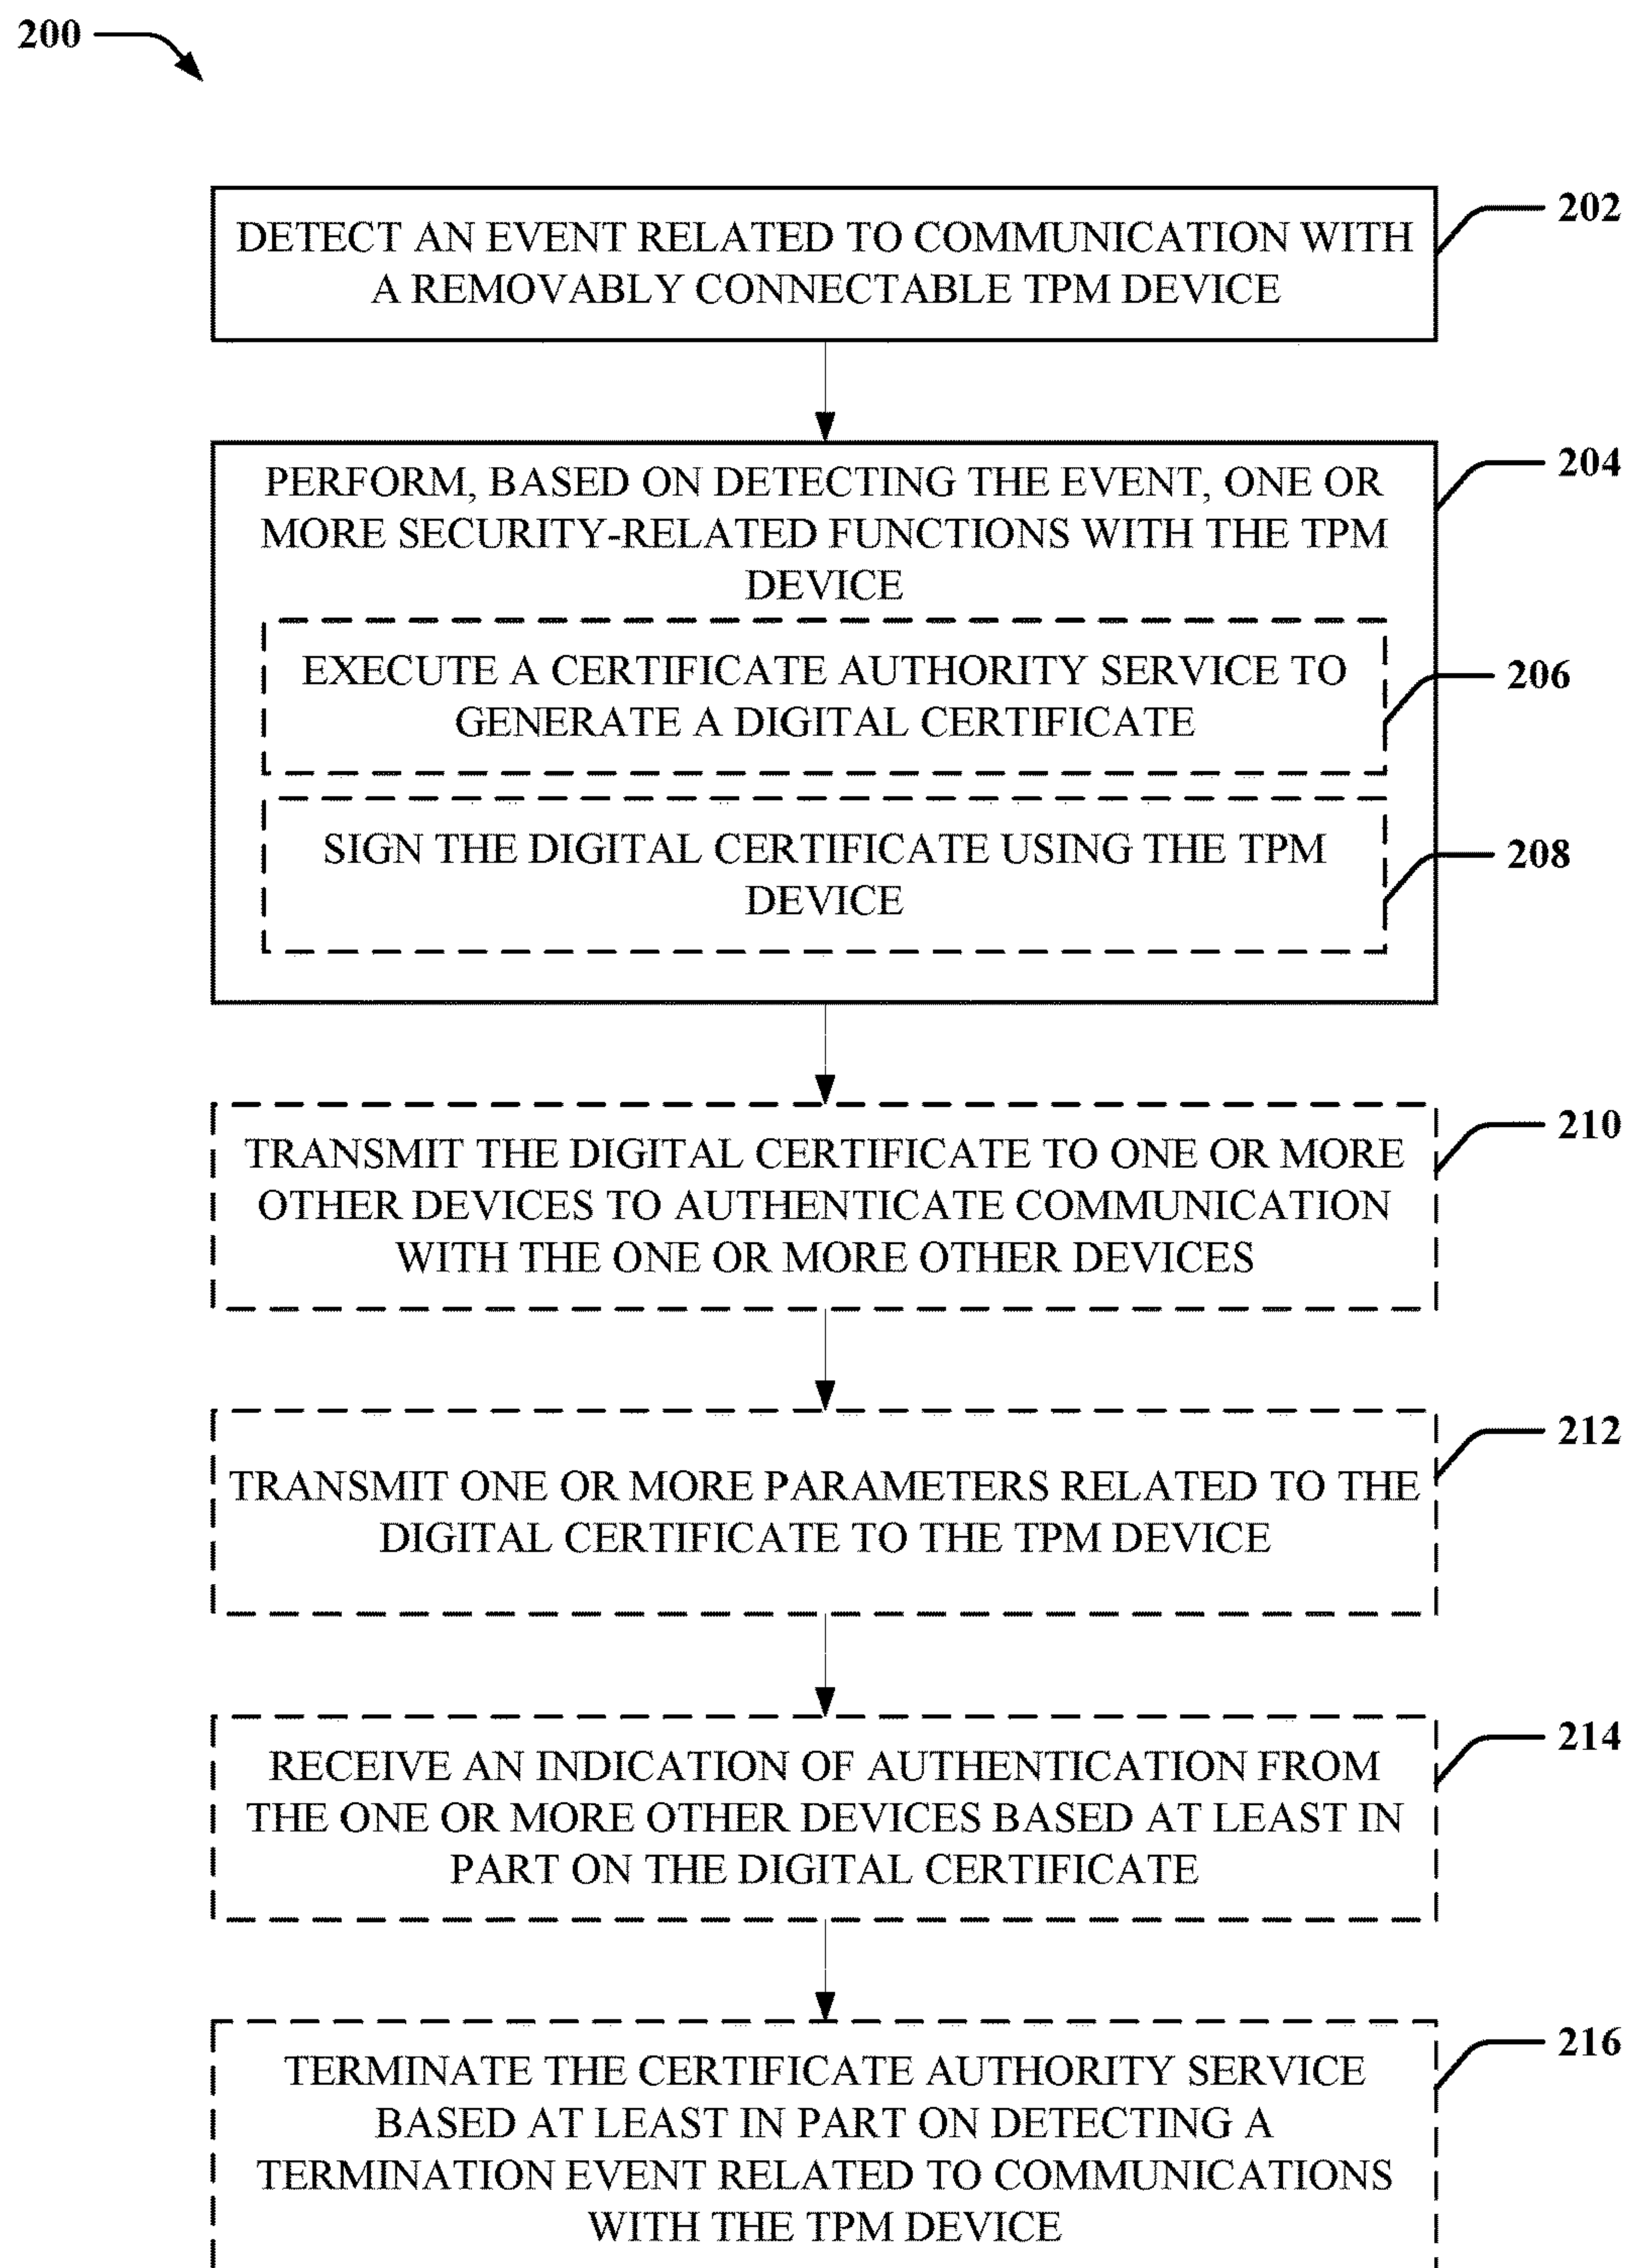 200
202
DETECT AN EVENT RELATED TO COMMUNICATION WITH
A REMOVABLY CONNECTABLE TPM DEVICE
204
PERFORM, BASED ON DETECTING THE EVENT, ONE OR
MORE SECURITY-RELATED FUNCTIONS WITH THE TPM
DEVICE
EXECUTE A CERTIFICATE AUTHORITY SERVICE TO
206
GENERATE A DIGITAL CERTIFICATE
SIGN THE DIGITAL CERTIFICATE USING THE TPM
208
DEVICE
210
TRANSMIT THE DIGITAL CERTIFICATE TO ONE OR MORE
OTHER DEVICES TO AUTHENTICATE COMMUNICATION
WITH THE ONE OR MORE OTHER DEVICES
212
TRANSMIT ONE OR MORE PARAMETERS RELATED TO THE
DIGITAL CERTIFICATE TO THE TPM DEVICE
214
RECEIVE AN INDICATION OF AUTHENTICATION FROM
THE ONE OR MORE OTHER DEVICES BASED AT LEAST IN
PART ON THE DIGITAL CERTIFICATE
216
TERMINATE THE CERTIFICATE AUTHORITY SERVICE
BASED AT LEAST IN PART ON DETECTING A
TERMINATION EVENT RELATED TO COMMUNICATIONS
WITH THE TPM DEVICE